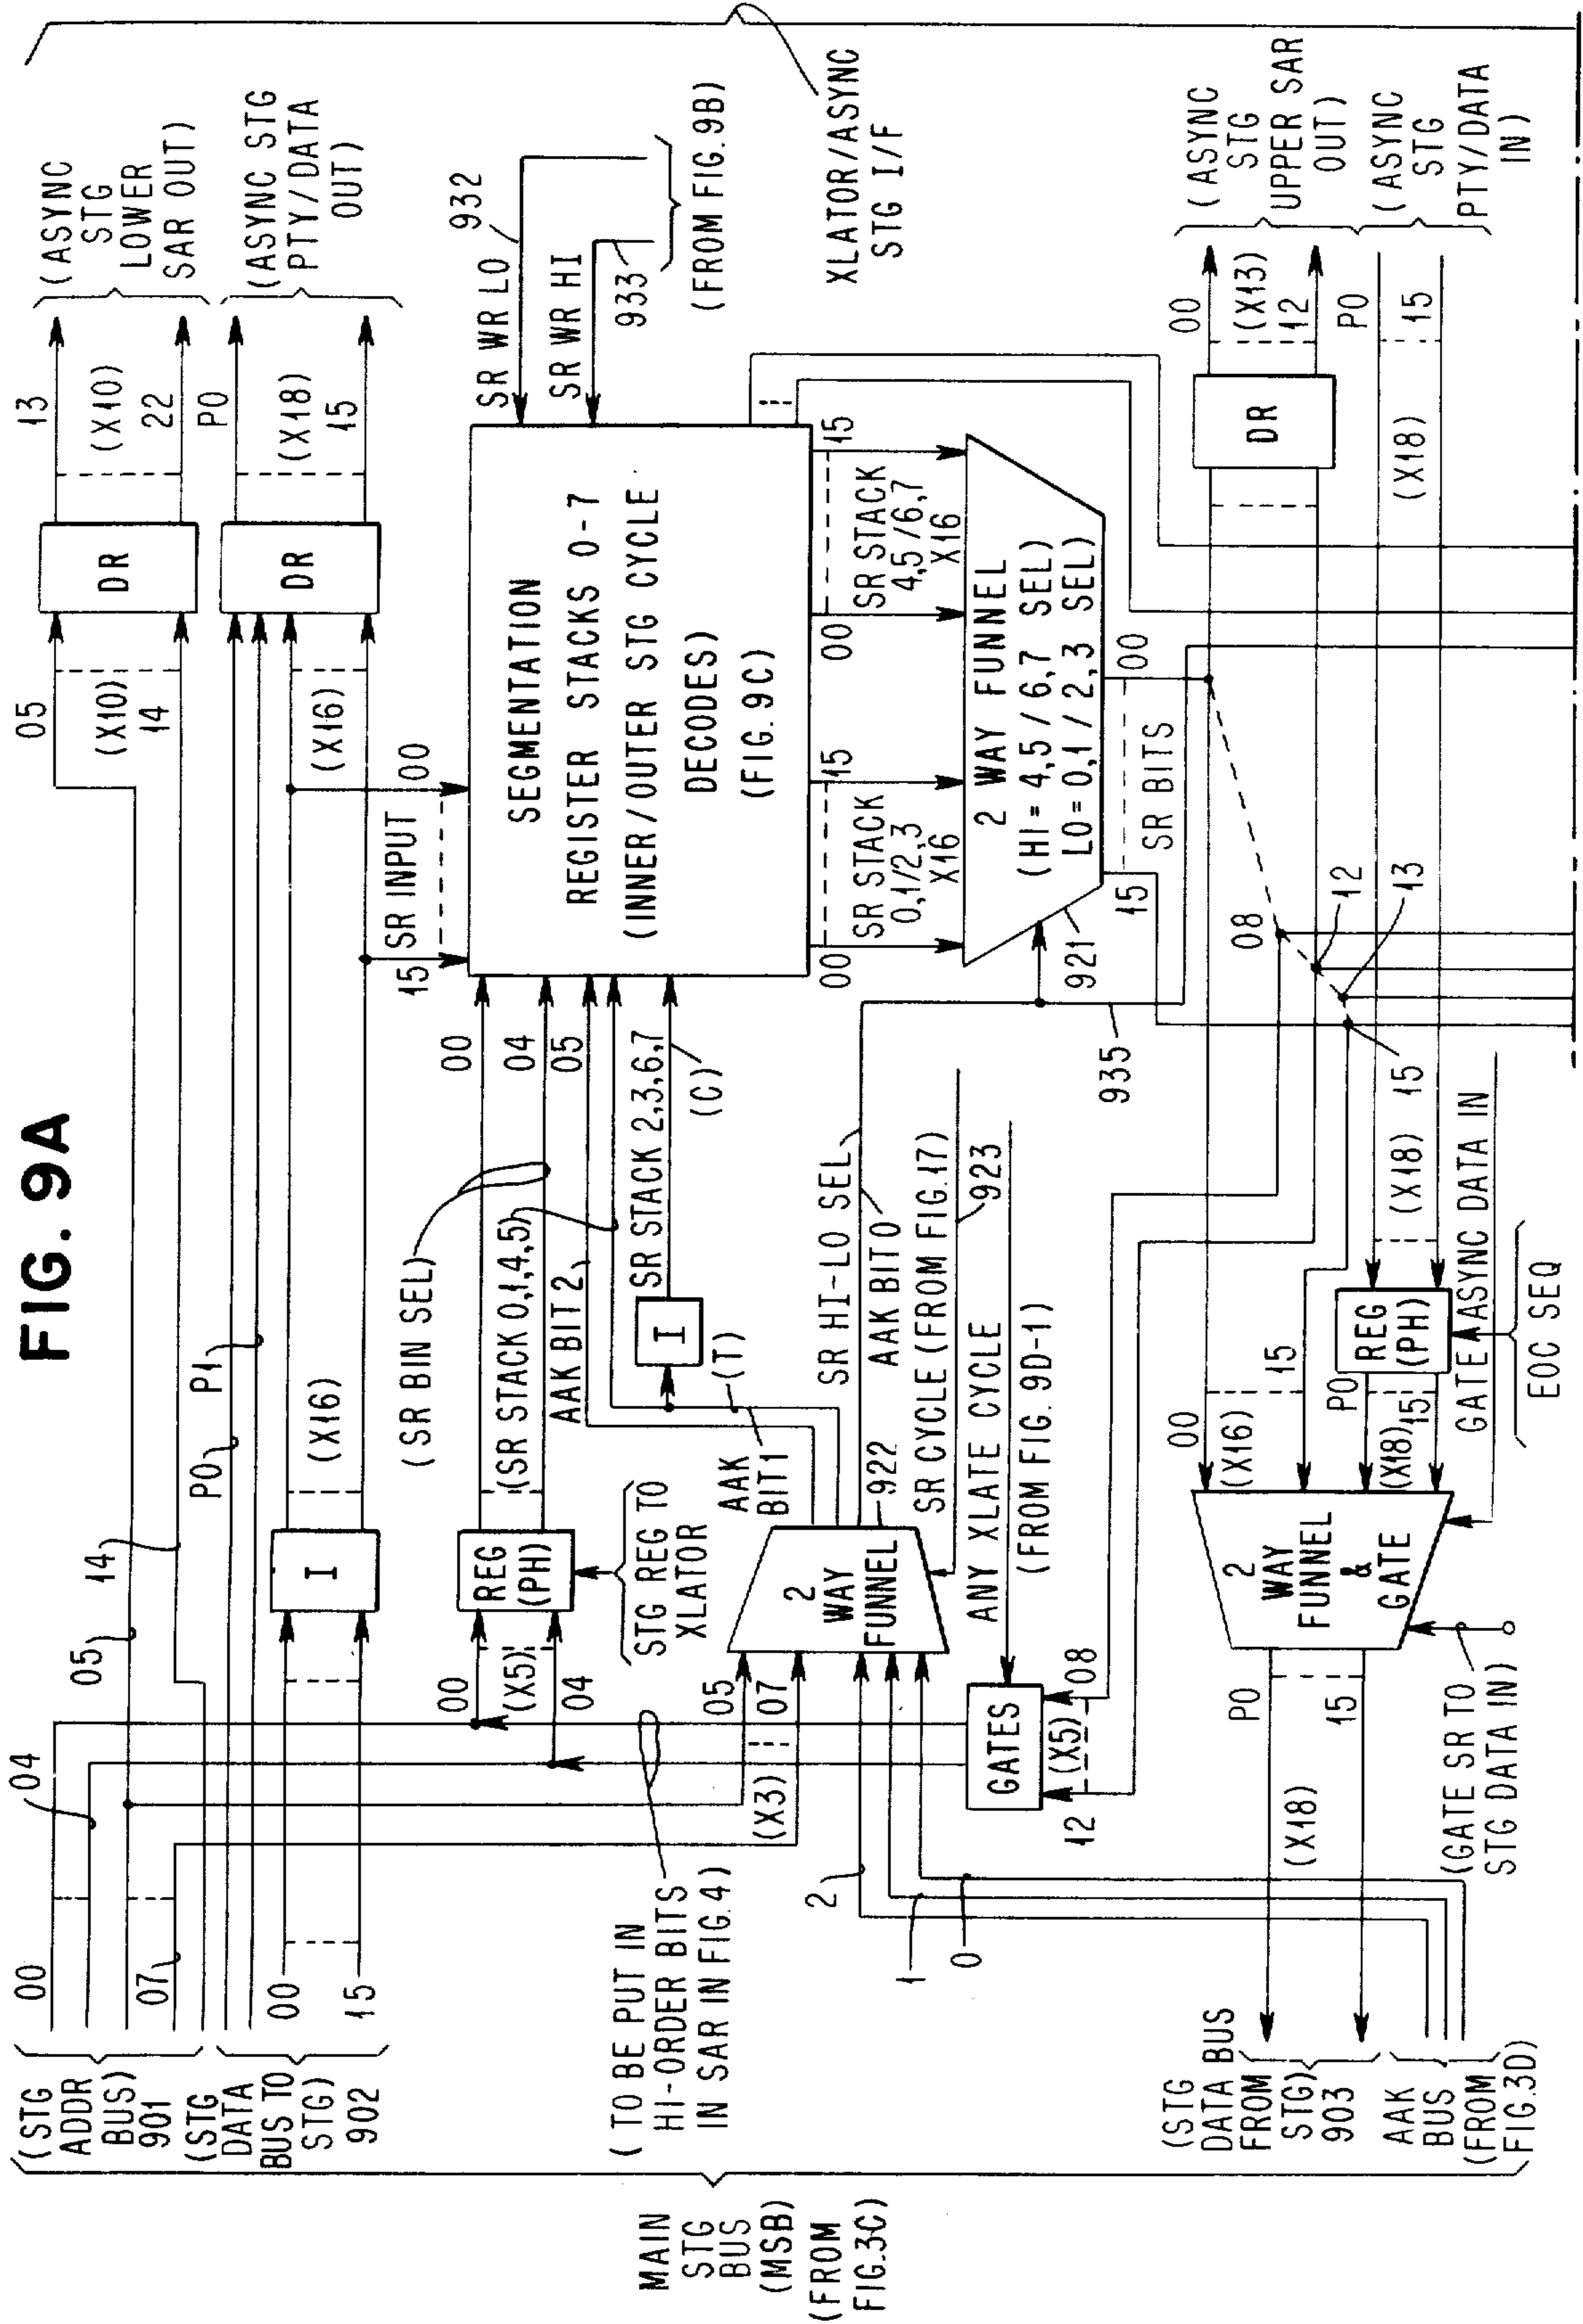 FIG. 9A
MAIN
STG
BUS
(MSB)
(FROM
FIG.3C)
(STG
ADDR
BUS)
901
(STG
DATA
BUS TO
STG)
902
00
04
07
00
15
05
14
P0
P1
I
(X16)
05
(X10)
14
DR
13
(X10)
22
(ASYNC
STG
LOWER
SAR OUT)
(X16)
DR
P0
(X18)
15
(ASYNC STG
PTY/DATA
OUT)
(TO BE PUT IN
HI-ORDER BITS
IN SAR IN FIG.4)
00
(X5)
04
REG
(PH)
STG REG TO
XLATOR
(SR BIN SEL)
(SR STACK 0,1,4,5)
AAK BIT 2
00
04
05
15
SR INPUT
00
SEGMENTATION
REGISTER STACKS 0-7
(INNER/OUTER STG CYCLE
DECODES)
(FIG.9C)
SR WR LO
932
SR WR HI
933
(FROM FIG.9B)
XLATOR/ASYNC
STG I/F
05
07
(X3)
2
1
0
2
WAY
FUNNEL
922
AAK
BIT1
(T)
I
SR STACK 2,3,6,7
(C)
SR HI-LO SEL
AAK BIT 0
SR CYCLE (FROM FIG.17)
923
ANY XLATE CYCLE
(FROM FIG. 9D-1)
GATES
12
(X5)
08
00
SR STACK
0,1/2,3
X16
15
00
SR STACK
4,5/6,7
X16
15
2 WAY FUNNEL
(HI = 4,5/6,7 SEL)
LO = 0,1/2,3 SEL)
921
15
SR BITS
00
935
08
12
13
15
DR
00
(X13)
12
(ASYNC
STG
UPPER SAR
OUT)
P0
(X18)
15
(ASYNC
STG
PTY/DATA
IN)
(STG
DATA BUS
FROM
STG)
903
AAK
BUS
(FROM
FIG.3D)
P0
(X18)
15
(GATE SR TO
STG DATA IN)
2
WAY
FUNNEL
&
GATE
00
(X16)
15
P0
(X18)
15
REG
(PH)
(X18)
GATE ASYNC DATA IN
EOC SEQ